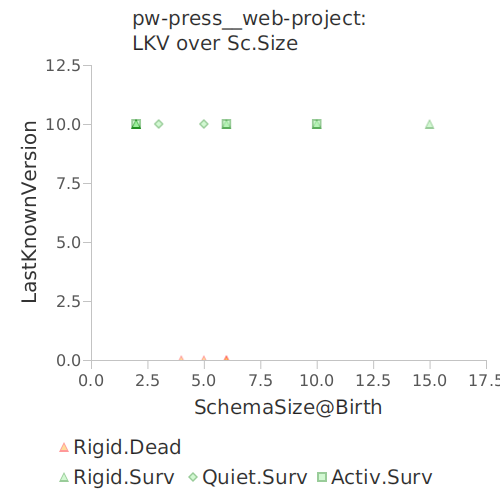 pw-press__web-project:
LKV over Sc.Size
12.5
10.0
7.5
5.0
2.5
0.0
LastKnownVersion
0.0 2.5 5.0 7.5 10.0 12.5 15.0 17.5
SchemaSize@Birth
Rigid.Dead
Rigid.Surv Quiet.Surv Activ.Surv